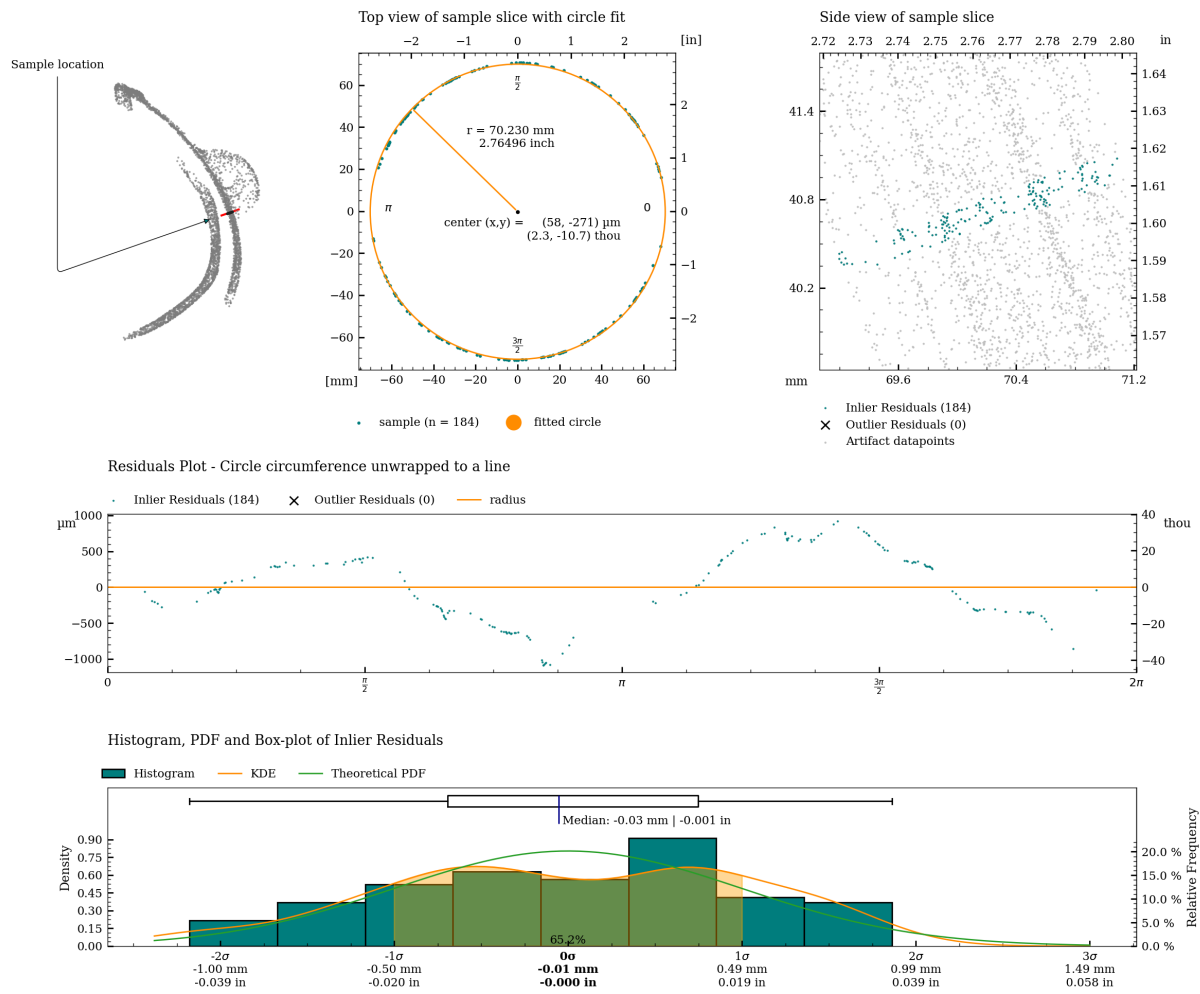 Top view of sample slice with circle fit
Side view of sample slice
Sample location
−2 −1 0 1 2 [in]
2.72 2.73 2.74 2.75 2.76 2.77 2.78 2.79 2.80 in
60
40
20
0
−20
−40
−60
π/2
r = 70.230 mm
2.76496 inch
π
0
center (x,y) = (58, -271) µm
(2.3, -10.7) thou
3π/2
2
1
0
−1
−2
[mm] −60 −40 −20 0 20 40 60
41.4
40.8
40.2
1.64
1.63
1.62
1.61
1.60
1.59
1.58
1.57
mm 69.6 70.4 71.2
sample (n = 184) fitted circle
Inlier Residuals (184)
Outlier Residuals (0)
Artifact datapoints
Residuals Plot - Circle circumference unwrapped to a line
Inlier Residuals (184) Outlier Residuals (0) radius
µm
1000
500
0
−500
−1000
40
20
0
−20
−40
thou
0 π/2 π 3π/2 2π
Histogram, PDF and Box-plot of Inlier Residuals
Histogram KDE Theoretical PDF
Median: -0.03 mm | -0.001 in
Density
0.90
0.75
0.60
0.45
0.30
0.15
0.00
20.0 %
15.0 %
10.0 %
5.0 %
0.0 %
Relative Frequency
65.2%
-2σ -1σ 0σ 1σ 2σ 3σ
-1.00 mm -0.50 mm -0.01 mm 0.49 mm 0.99 mm 1.49 mm
-0.039 in -0.020 in -0.000 in 0.019 in 0.039 in 0.058 in